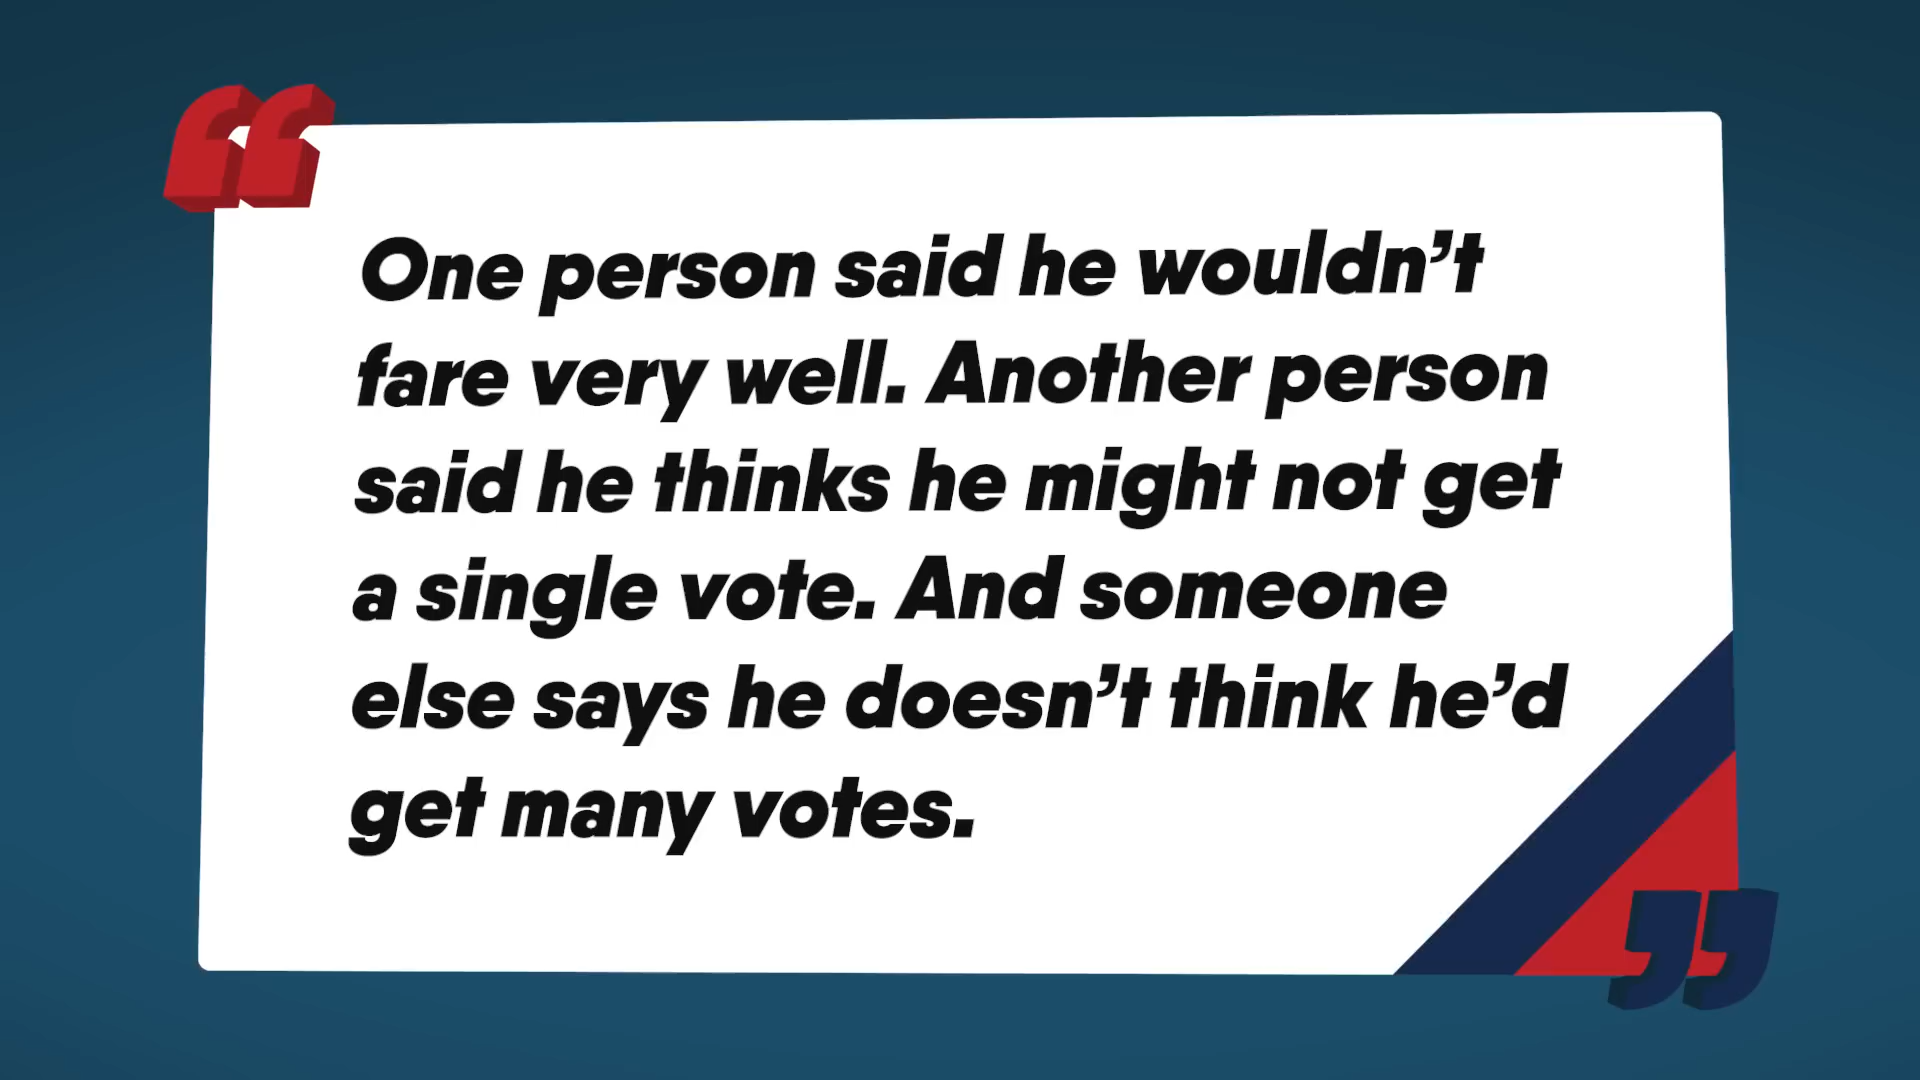 One person said he wouldn’t
fare very well. Another person
said he thinks he might not get
a single vote. And someone
else says he doesn’t think he’d
get many votes.